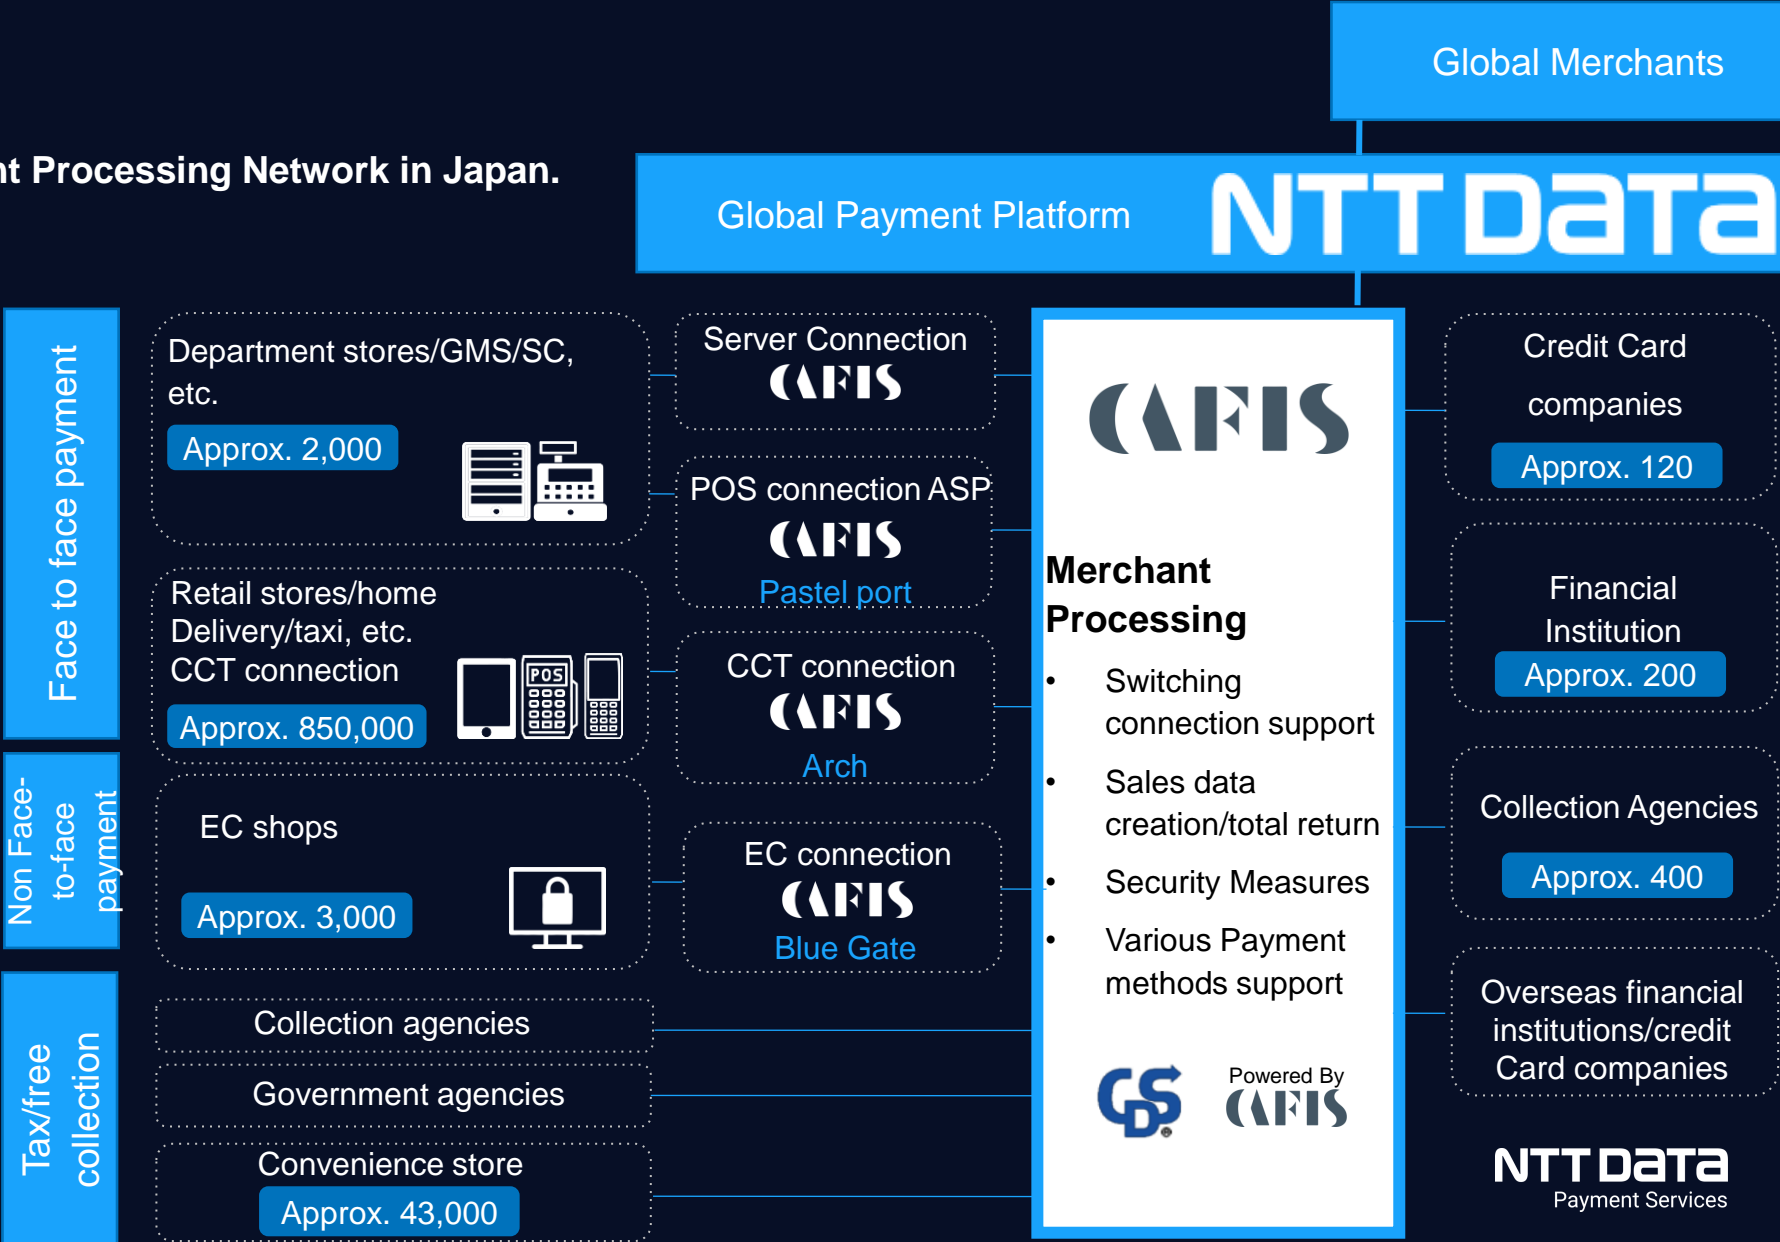 Global Merchants
nt Processing Network in Japan.
Global Payment Platform
NTT DATA
Face to face payment
Department stores/GMS/SC,
etc.
Approx. 2,000
Retail stores/home
Delivery/taxi, etc.
CCT connection
Approx. 850,000
POS
Non Face-
to-face
payment
EC shops
Approx. 3,000
Tax/free
collection
Collection agencies
Government agencies
Convenience store
Approx. 43,000
Server Connection
CAFIS
POS connection ASP
CAFIS
Pastel port
CCT connection
CAFIS
Arch
EC connection
CAFIS
Blue Gate
CAFIS
Merchant
Processing
• Switching
connection support
• Sales data
creation/total return
• Security Measures
• Various Payment
methods support
CDS
Powered By
CAFIS
Credit Card
companies
Approx. 120
Financial
Institution
Approx. 200
Collection Agencies
Approx. 400
Overseas financial
institutions/credit
Card companies
NTT DATA
Payment Services